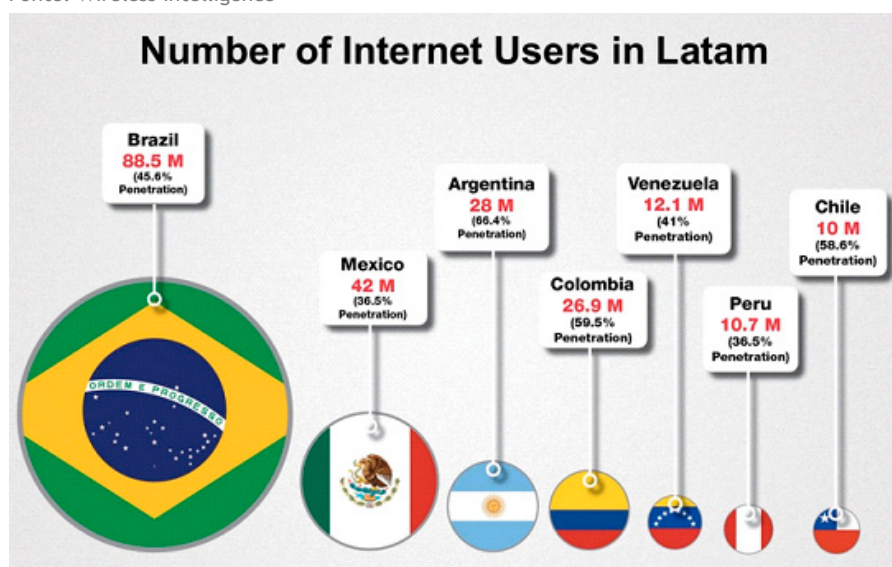 Number of Internet Users in Latam
Brazil
88.5 M
(45.6%
Penetration)
Mexico
42 M
(36.5%
Penetration)
Argentina
28 M
(66.4%
Penetration)
Colombia
26.9 M
(59.5%
Penetration)
Venezuela
12.1 M
(41%
Penetration)
Peru
10.7 M
(36.5%
Penetration)
Chile
10 M
(58.6%
Penetration)
ORDEM E PROGRESSO